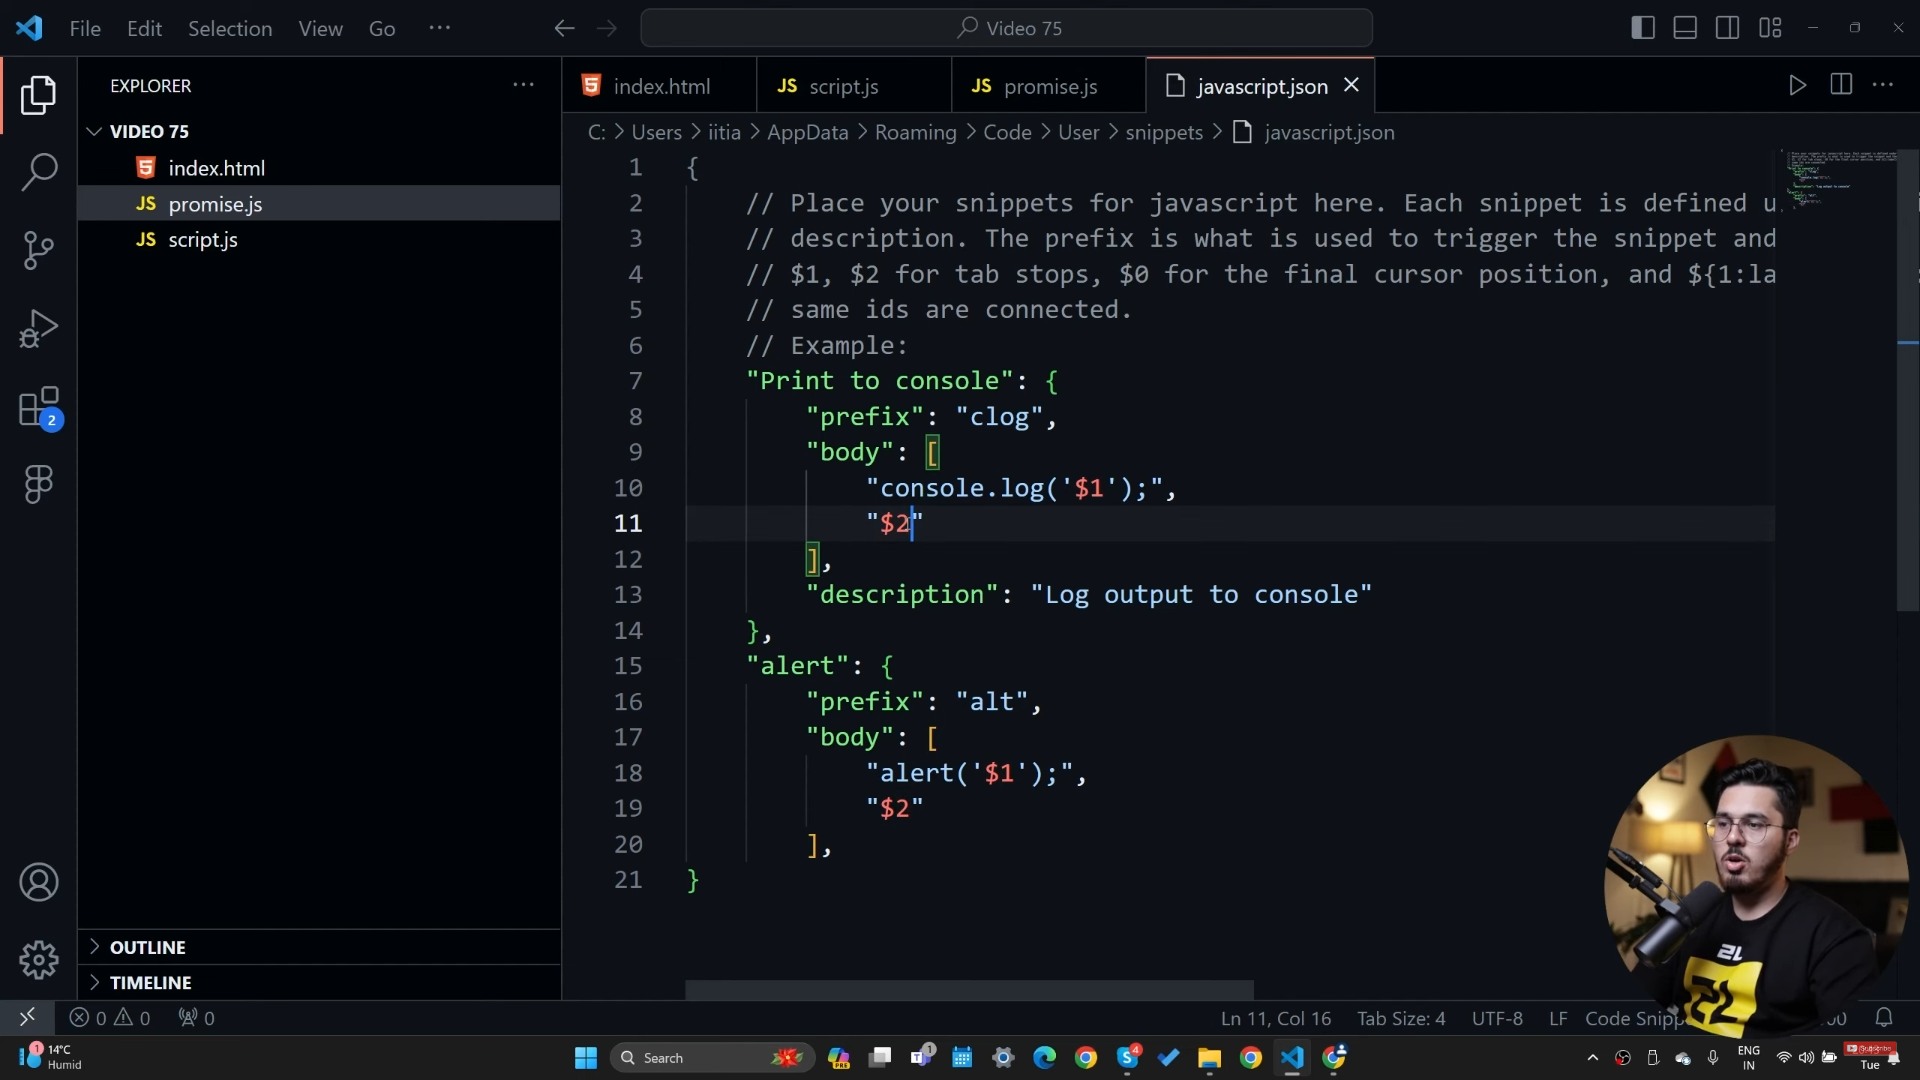 File Edit Selection View Go ··· Video 75
EXPLORER ···
VIDEO 75
index.html
JS promise.js
JS script.js
OUTLINE
TIMELINE
2
index.html JS script.js JS promise.js javascript.json
C: > Users > iitia > AppData > Roaming > Code > User > snippets > javascript.json
1 {
2 // Place your snippets for javascript here. Each snippet is defined u
3 // description. The prefix is what is used to trigger the snippet and
4 // $1, $2 for tab stops, $0 for the final cursor position, and ${1:la
5 // same ids are connected.
6 // Example:
7 "Print to console": {
8 "prefix": "clog",
9 "body": [
10 "console.log('$1');",
11 "$2"
12 ],
13 "description": "Log output to console"
14 },
15 "alert": {
16 "prefix": "alt",
17 "body": [
18 "alert('$1');",
19 "$2"
20 ],
21 }
0 0 0 Ln 11, Col 16 Tab Size: 4 UTF-8 LF Code Snipp
14°C
Humid
Search
ENG
IN
Subscribe
Tue